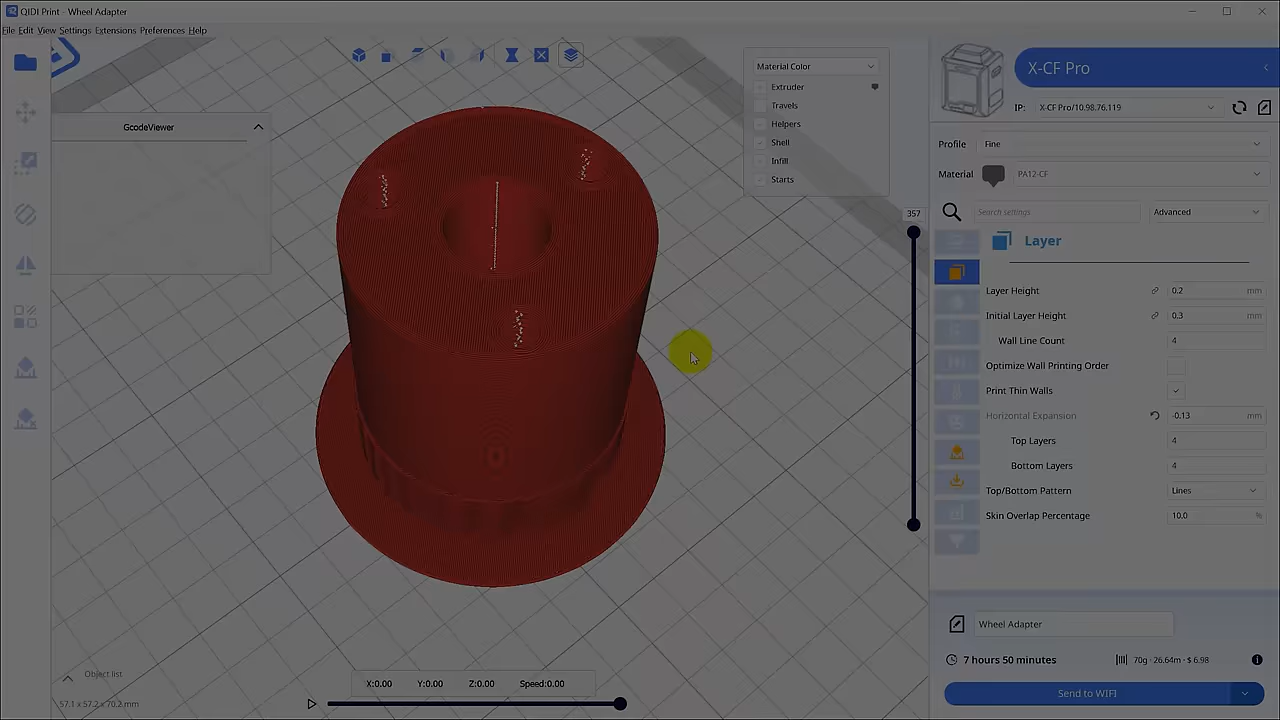 QIDI Print - Wheel Adapter
File Edit View Settings Extensions Preferences Help
Material Color
Extruder
Travels
Helpers
Shell
Infill
Starts
GcodeViewer
357
Object list
57.1 x 57.2 x 70.2 mm
X:0.00 Y:0.00 Z:0.00 Speed:0.00
X-CF Pro
IP: X-CF Pro/10.98.76.119
Profile Fine
Material PA12-CF
Search settings Advanced
Layer
Layer Height 0.2 mm
Initial Layer Height 0.3 mm
Wall Line Count 4
Optimize Wall Printing Order
Print Thin Walls
Horizontal Expansion -0.13 mm
Top Layers 4
Bottom Layers 4
Top/Bottom Pattern Lines
Skin Overlap Percentage 10.0 %
Wheel Adapter
7 hours 50 minutes 70g · 26.64m · $ 6.98
Send to WIFI